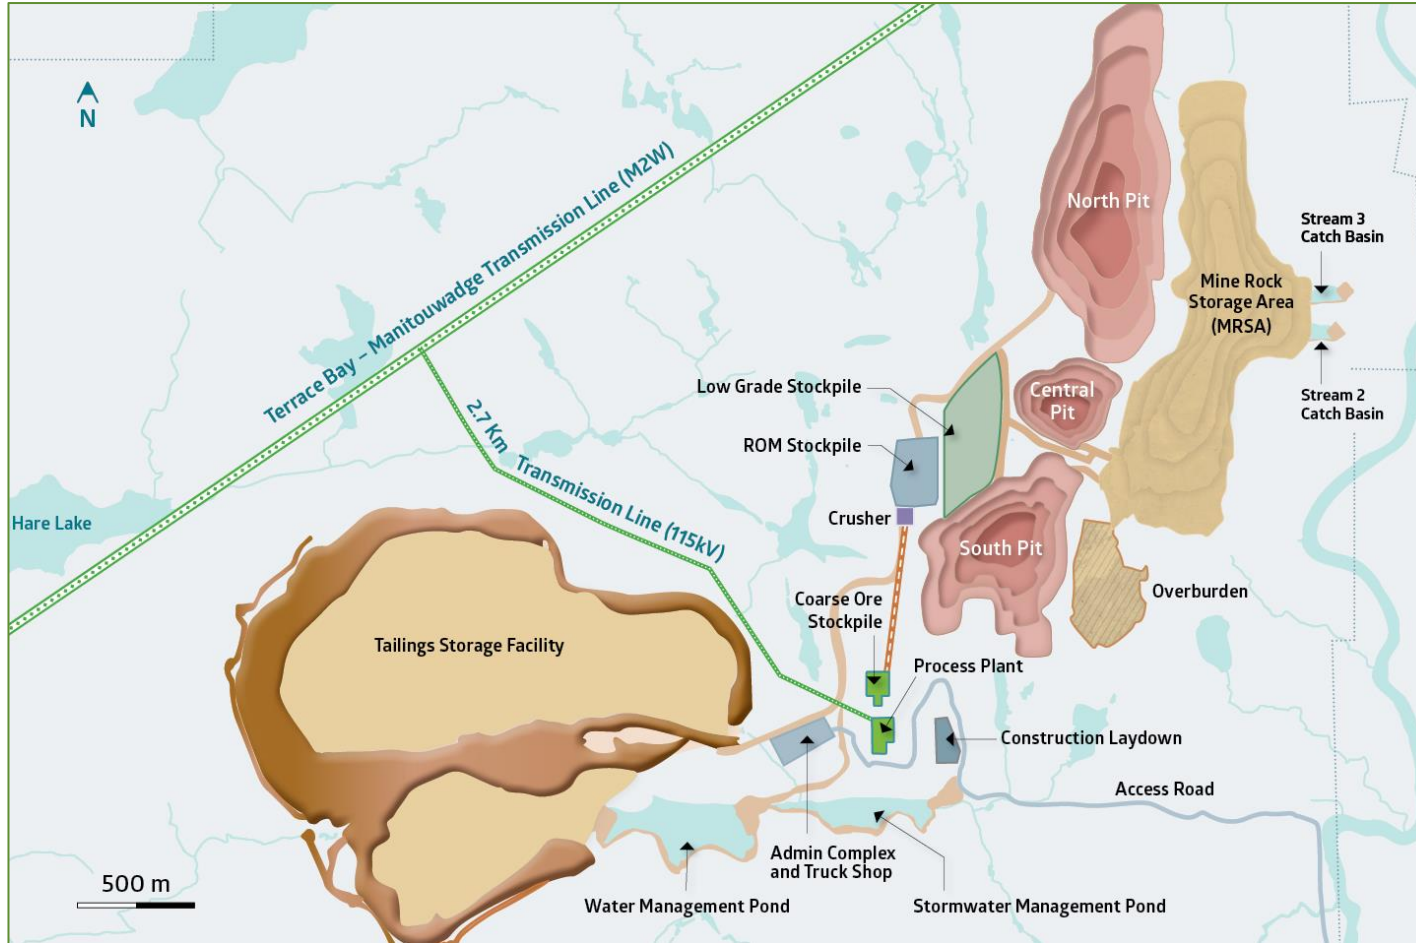 N
Terrace Bay – Manitouwadge Transmission Line (M2W)
North Pit
Stream 3
Catch Basin
Mine Rock
Storage Area
(MRSA)
Low Grade Stockpile
Central
Pit
Stream 2
Catch Basin
2.7 Km Transmission Line (115kV)
ROM Stockpile
Hare Lake
Crusher
South Pit
Coarse Ore
Stockpile
Overburden
Tailings Storage Facility
Process Plant
Construction Laydown
Access Road
Admin Complex
and Truck Shop
500 m
Water Management Pond
Stormwater Management Pond